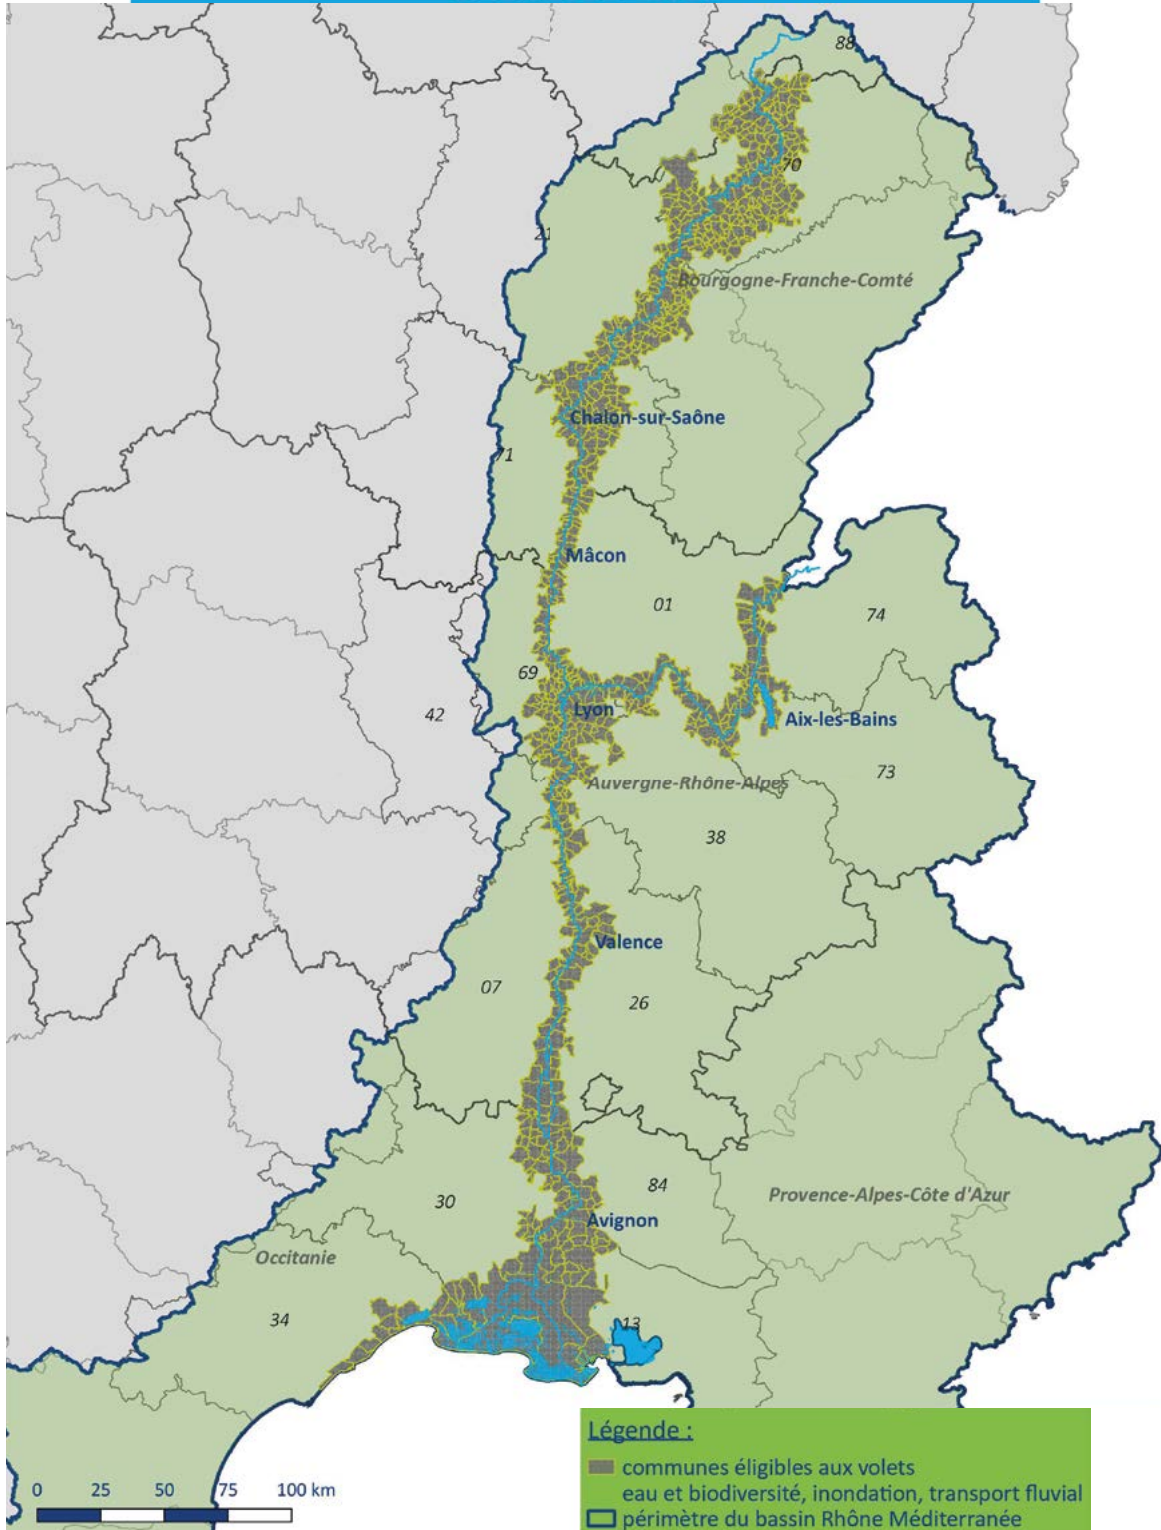 88
70
21
Bourgogne-Franche-Comté
Chalon-sur-Saône
71
Mâcon
01
74
69
Lyon
42
Aix-les-Bains
73
Auvergne-Rhône-Alpes
38
Valence
07
26
84
30
Provence-Alpes-Côte d'Azur
Avignon
Occitanie
34
13
Légende :
communes éligibles aux volets
eau et biodiversité, inondation, transport fluvial
périmètre du bassin Rhône Méditerranée
0 25 50 75 100 km